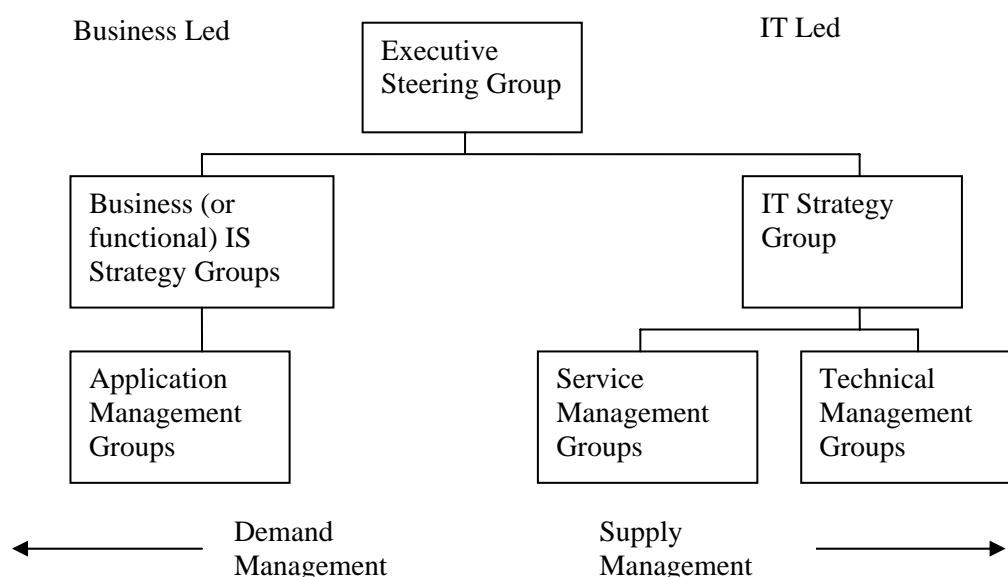 Business Led
IT Led
Executive
Steering Group
Business (or
functional) IS
Strategy Groups
IT Strategy
Group
Application
Management
Groups
Service
Management
Groups
Technical
Management
Groups
Demand
Management
Supply
Management